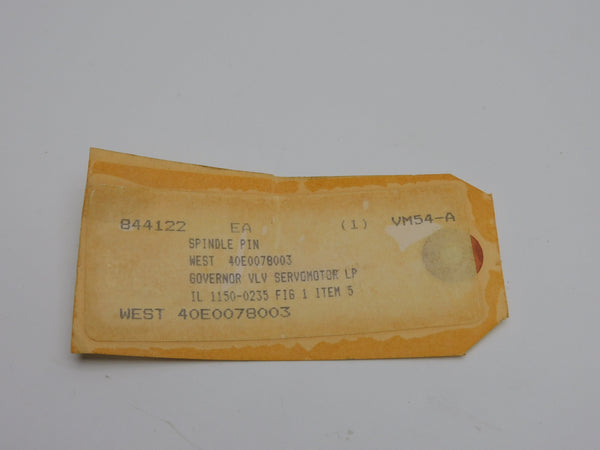 844122 EA (1) VM54-A
SPINDLE PIN
WEST 40E0078003
GOVERNOR VLV SERVOMOTOR LP
IL 1150-0235 FIG 1 ITEM 5
WEST 40E0078003